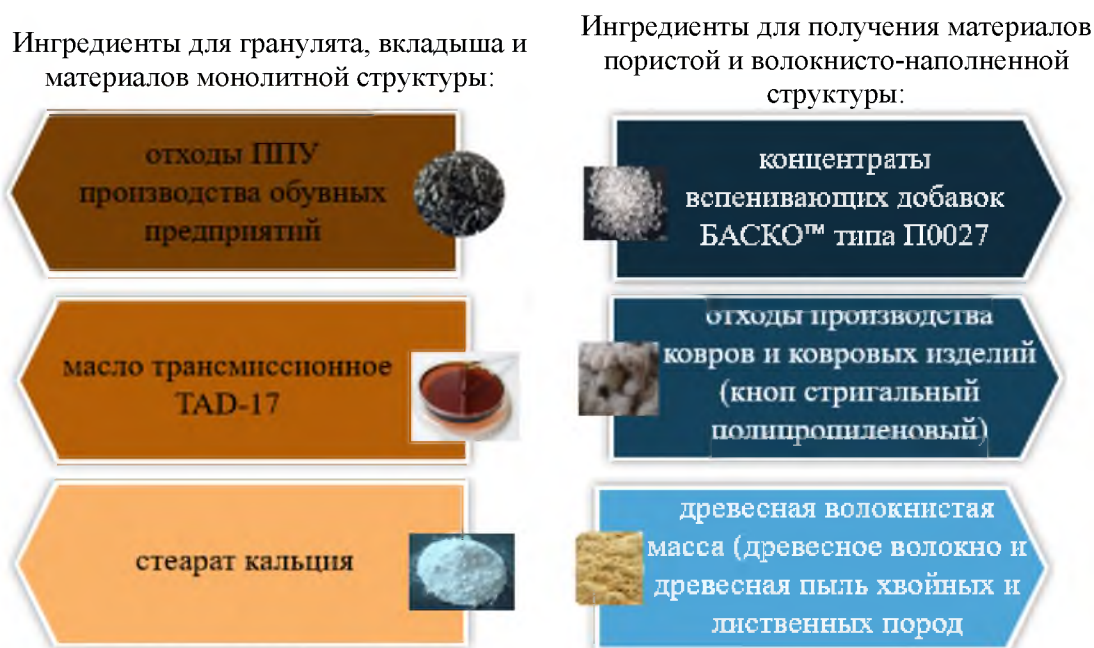 Ингредиенты для гранулята, вкладыша и
материалов монолитной структуры:
отходы ППУ
производства обувных
предприятий
масло трансмиссионное
TAD-17
стеарат кальция
Ингредиенты для получения материалов
пористой и волокнисто-наполненной
структуры:
концентраты
вспенивающих добавок
БАСКО™ типа П0027
отходы производства
ковров и ковровых изделий
(кноп стригальный
полипропиленовый)
древесная волокнистая
масса (древесное волокно и
древесная пыль хвойных и
лиственных пород